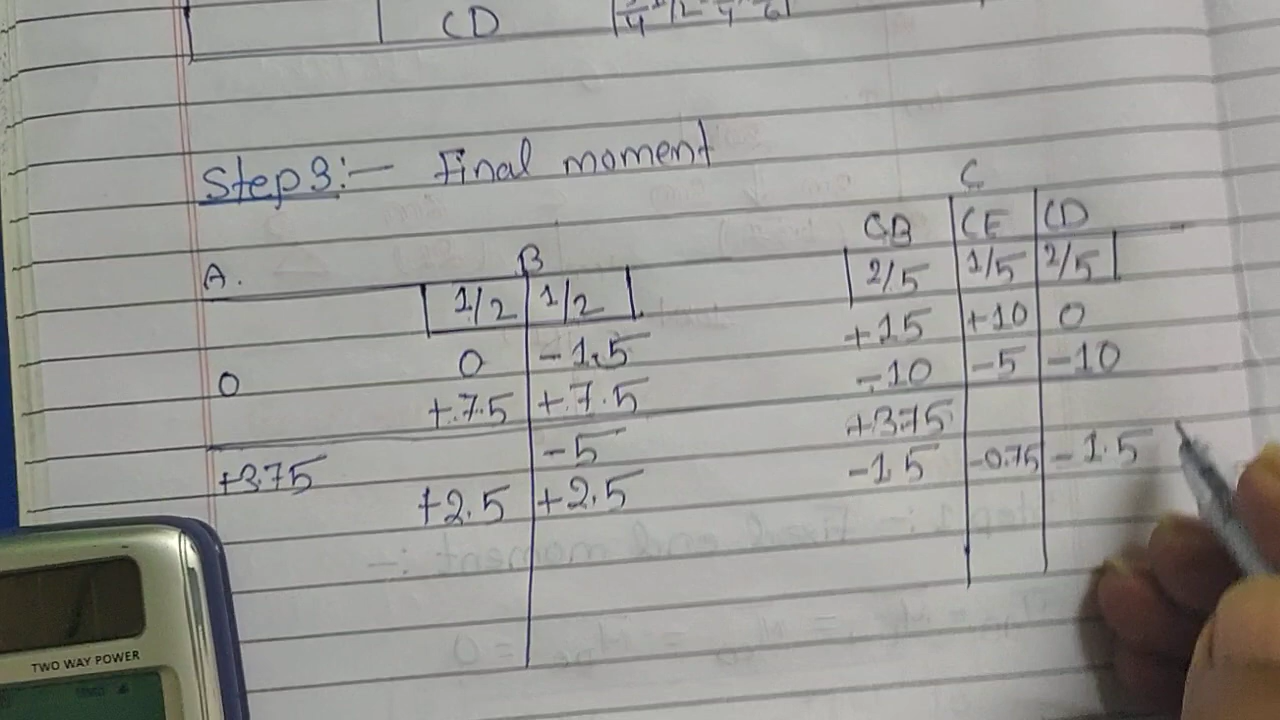 CD
Step3:- Final moment
C
CB CE CD
A. B
2/5 1/5 2/5
1/2 1/2
+15 +10 0
0 -1.5
0
-10 -5 -10
+7.5 +7.5
+3.75
-5
+3.75
-1.5 -0.75 -1.5
+2.5 +2.5
TWO WAY POWER